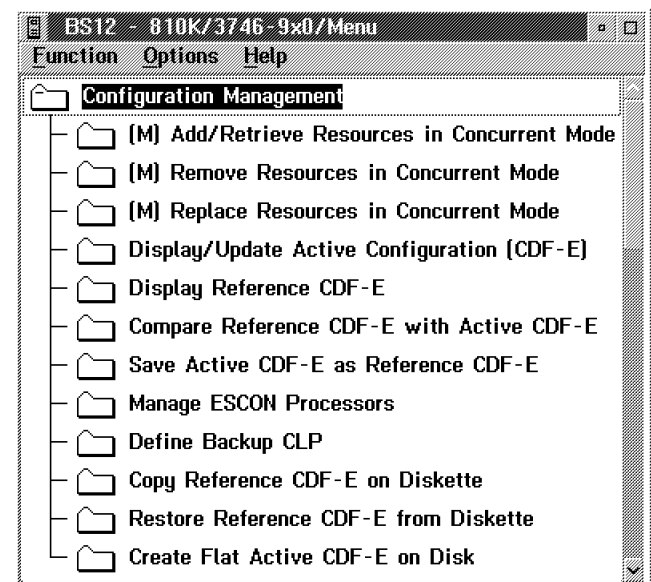 BS12 - 810K/3746-9x0/Menu
Function Options Help
Configuration Management
(M) Add/Retrieve Resources in Concurrent Mode
(M) Remove Resources in Concurrent Mode
(M) Replace Resources in Concurrent Mode
Display/Update Active Configuration (CDF-E)
Display Reference CDF-E
Compare Reference CDF-E with Active CDF-E
Save Active CDF-E as Reference CDF-E
Manage ESCON Processors
Define Backup CLP
Copy Reference CDF-E on Diskette
Restore Reference CDF-E from Diskette
Create Flat Active CDF-E on Disk